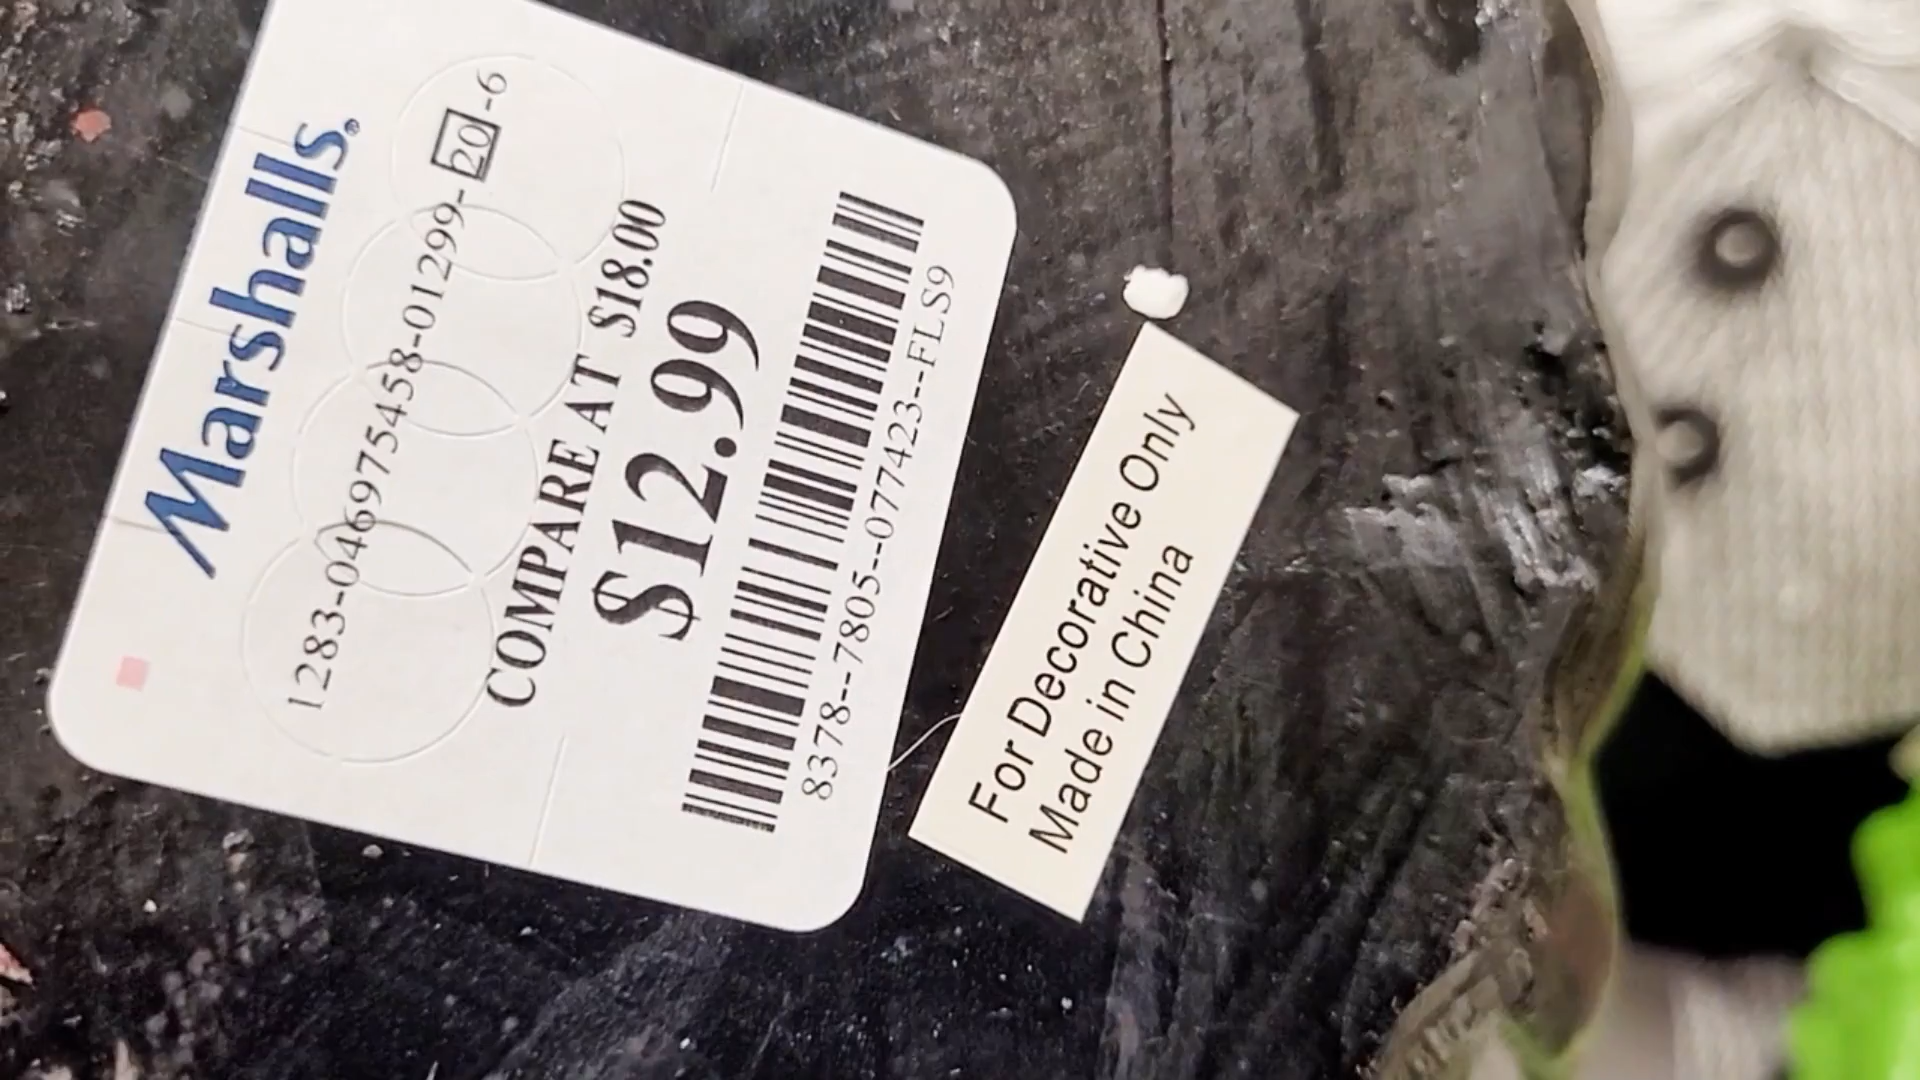 Marshalls®
1283-0469975458-01299-20-6
COMPARE AT $18.00
$12.99
8378--7805--077423--FLS9
For Decorative Only
Made in China